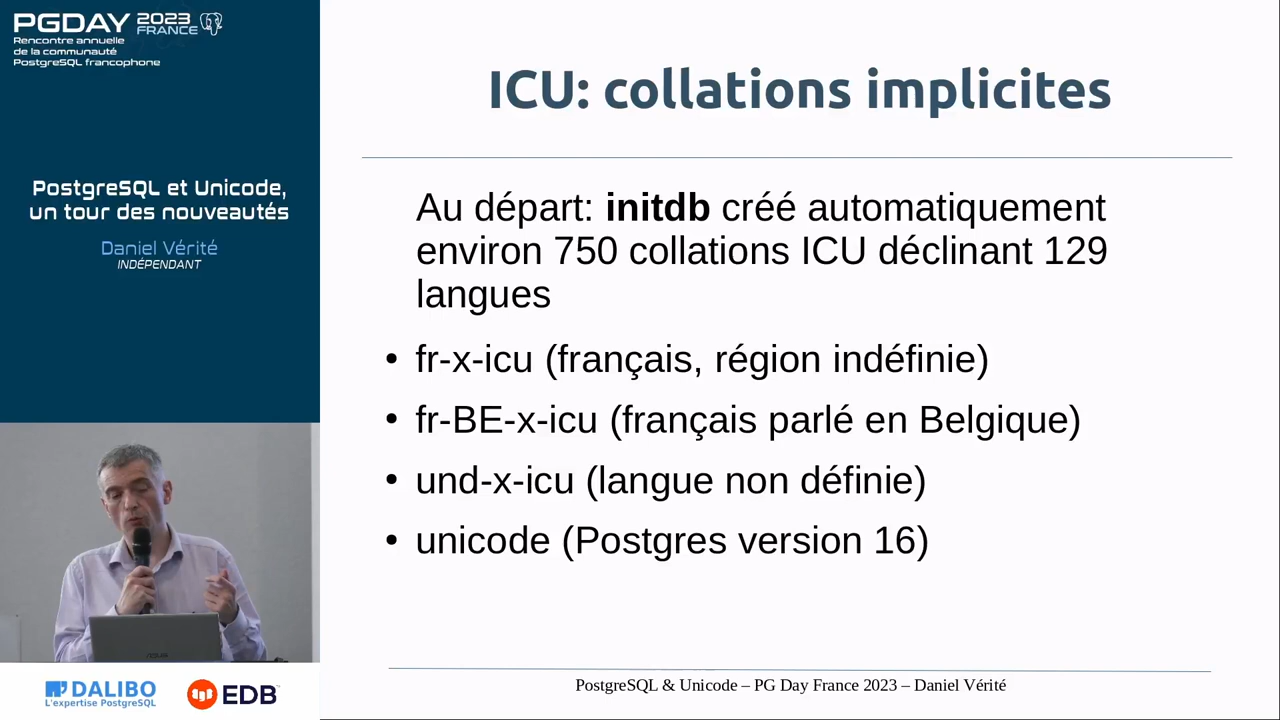 PGDAY 2023 FRANCE
Rencontre annuelle
de la communauté
PostgreSQL francophone
PostgreSQL et Unicode,
un tour des nouveautés
Daniel Vérité
INDÉPENDANT
DALIBO
L'expertise PostgreSQL
EDB
ICU: collations implicites
Au départ: initdb créé automatiquement
environ 750 collations ICU déclinant 129
langues
• fr-x-icu (français, région indéfinie)
• fr-BE-x-icu (français parlé en Belgique)
• und-x-icu (langue non définie)
• unicode (Postgres version 16)
PostgreSQL & Unicode – PG Day France 2023 – Daniel Vérité